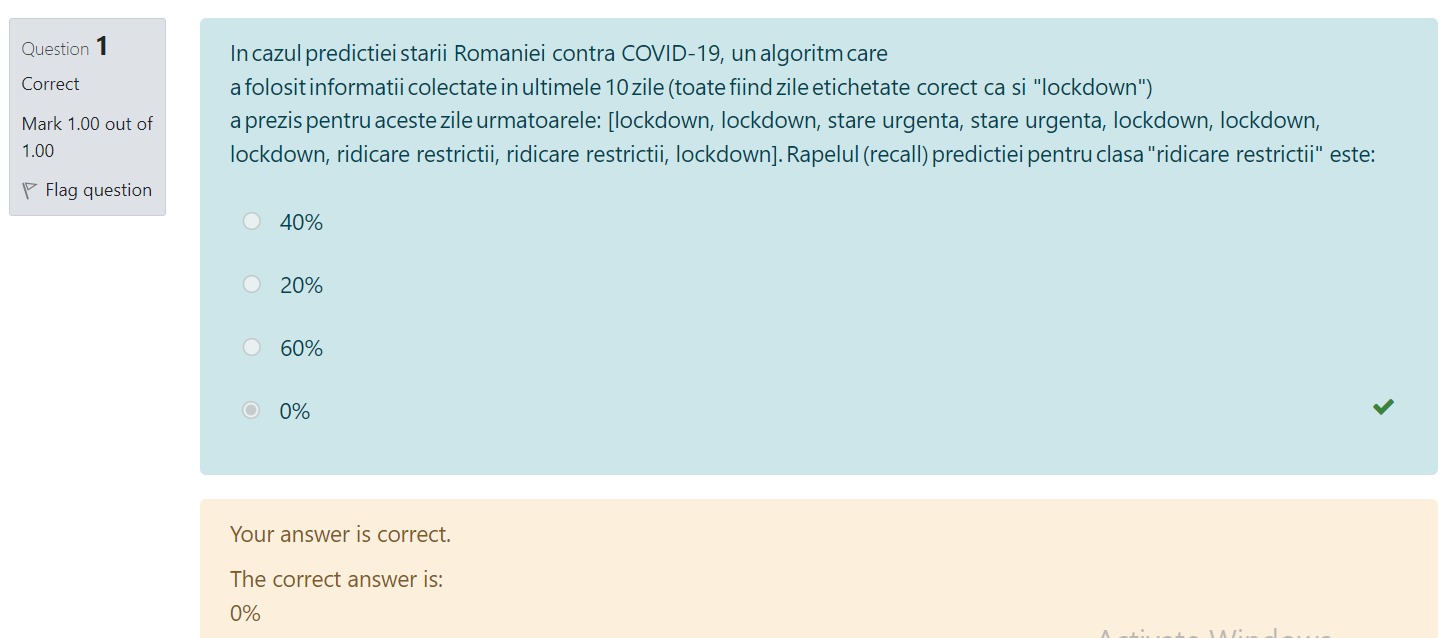 Question 1
Correct
Mark 1.00 out of
1.00
Flag question
In cazul predictiei starii Romaniei contra COVID-19, un algoritm care
a folosit informatii colectate in ultimele 10 zile (toate fiind zile etichetate corect ca si "lockdown")
a prezis pentru aceste zile urmatoarele: [lockdown, lockdown, stare urgenta, stare urgenta, lockdown, lockdown,
lockdown, ridicare restrictii, ridicare restrictii, lockdown]. Rapelul (recall) predictiei pentru clasa "ridicare restrictii" este:
40%
20%
60%
0%
Your answer is correct.
The correct answer is:
0%
Activate Windows